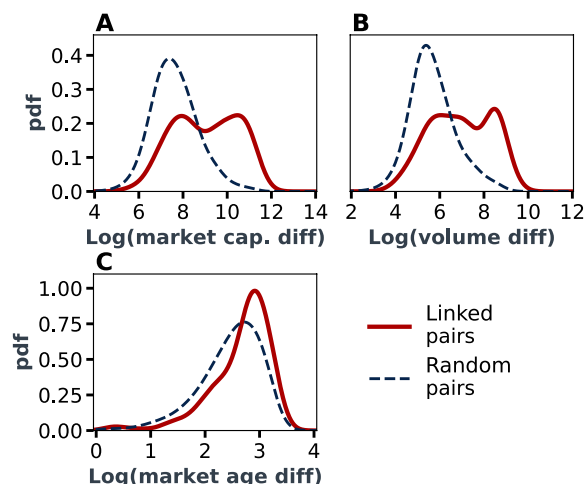 A
B
pdf
0.4
0.3
0.2
0.1
0.0
4 6 8 10 12 14
2 4 6 8 10 12
Log(market cap. diff)
Log(volume diff)
C
pdf
1.00
0.75
0.50
0.25
0.00
0 1 2 3 4
Log(market age diff)
Linked
pairs
Random
pairs